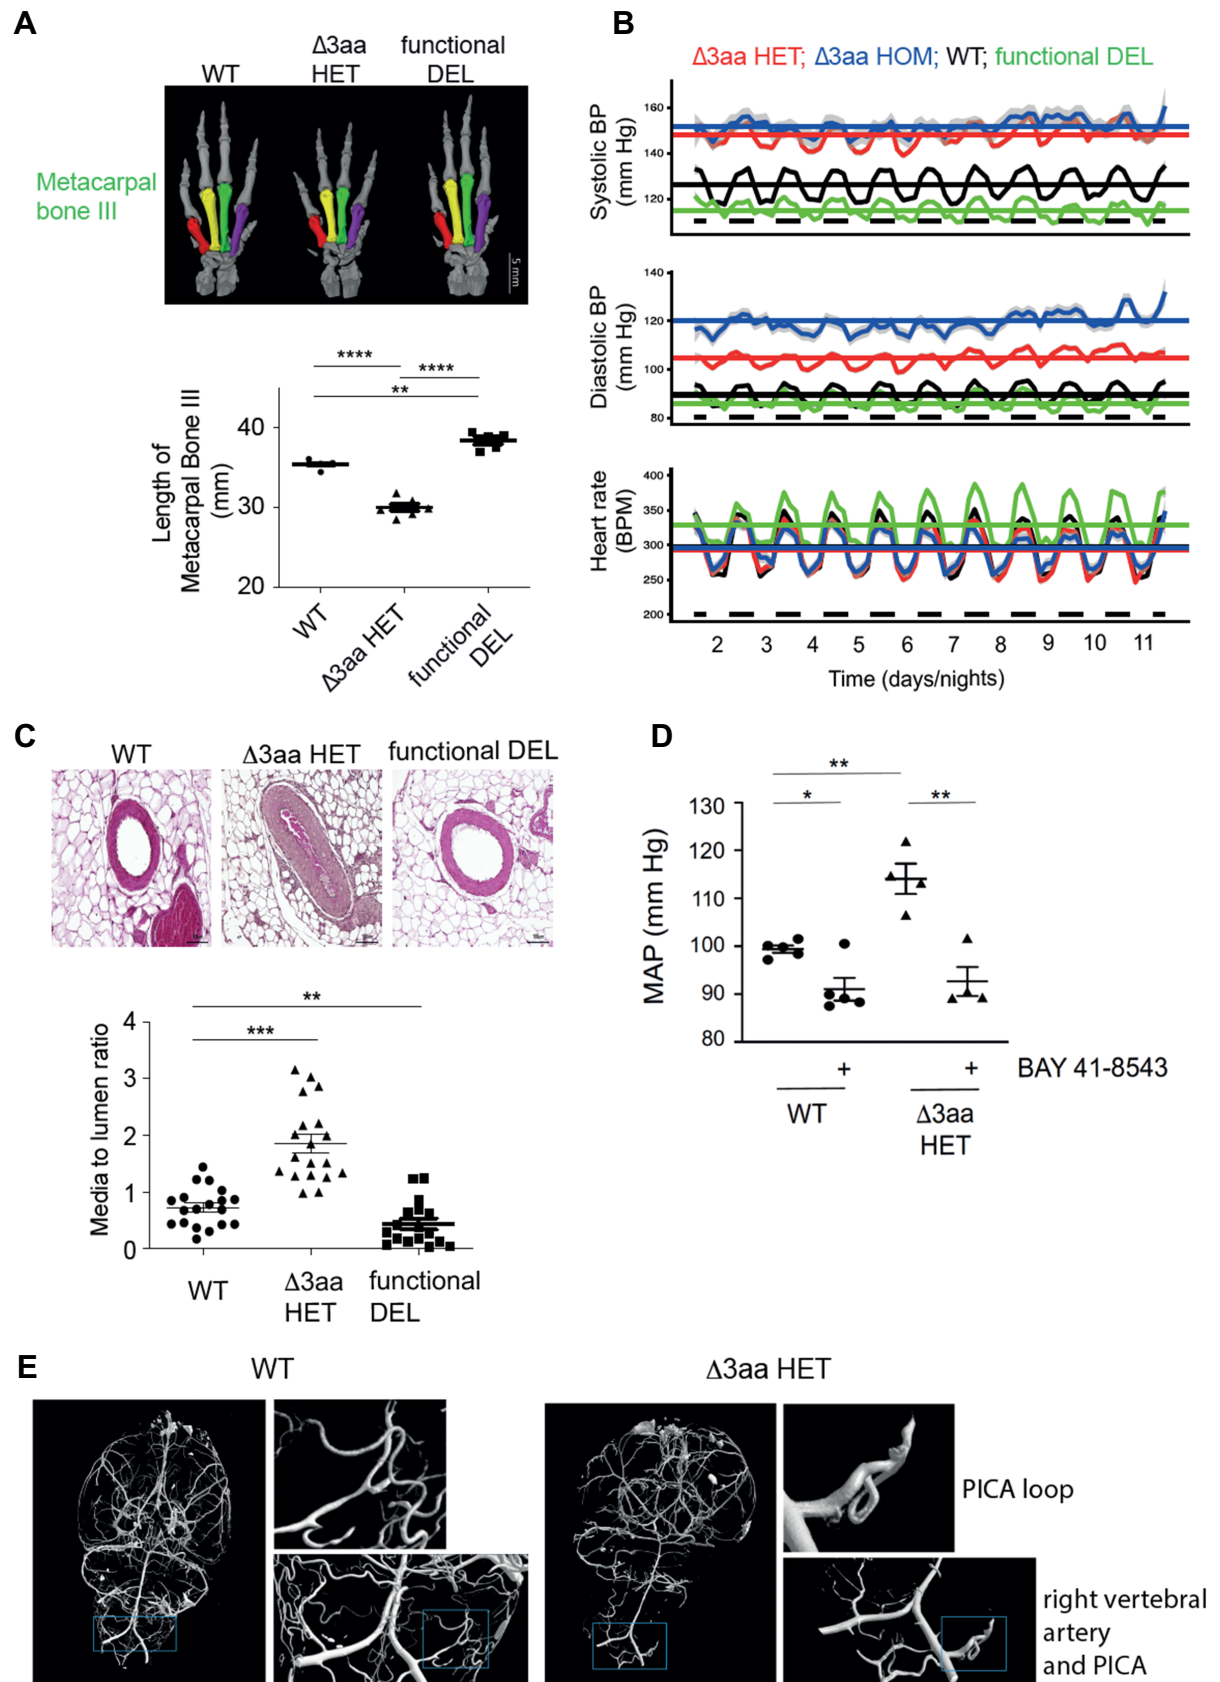 A
WT
Δ3aa
HET
functional
DEL
Metacarpal
bone III
5 mm
****
****
**
Length of
Metacarpal Bone III
(mm)
40
30
20
WT
Δ3aa HET
functional
DEL
B
Δ3aa HET; Δ3aa HOM; WT; functional DEL
Systolic BP
(mm Hg)
160
140
120
Diastolic BP
(mm Hg)
140
120
100
80
Heart rate
(BPM)
400
350
300
250
200
2 3 4 5 6 7 8 9 10 11
Time (days/nights)
C
WT
Δ3aa HET
functional DEL
**
***
Media to lumen ratio
4
3
2
1
0
WT
Δ3aa
HET
functional
DEL
D
**
* **
MAP (mm Hg)
130
120
110
100
90
80
+ + BAY 41-8543
WT
Δ3aa
HET
E
WT
Δ3aa HET
PICA loop
right vertebral
artery
and PICA